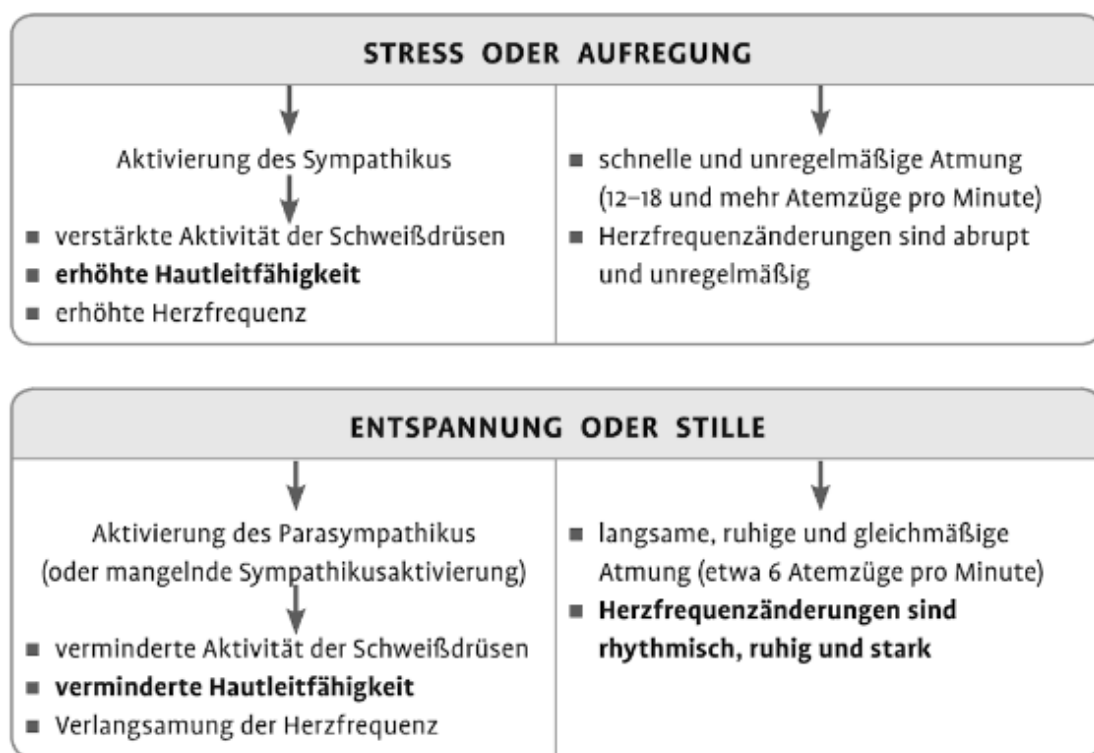 STRESS ODER AUFREGUNG
Aktivierung des Sympathikus
■ verstärkte Aktivität der Schweißdrüsen
■ erhöhte Hautleitfähigkeit
■ erhöhte Herzfrequenz
■ schnelle und unregelmäßige Atmung
(12–18 und mehr Atemzüge pro Minute)
■ Herzfrequenzänderungen sind abrupt
und unregelmäßig
ENTSPANNUNG ODER STILLE
Aktivierung des Parasympathikus
(oder mangelnde Sympathikusaktivierung)
■ verminderte Aktivität der Schweißdrüsen
■ verminderte Hautleitfähigkeit
■ Verlangsamung der Herzfrequenz
■ langsame, ruhige und gleichmäßige
Atmung (etwa 6 Atemzüge pro Minute)
■ Herzfrequenzänderungen sind
rhythmisch, ruhig und stark